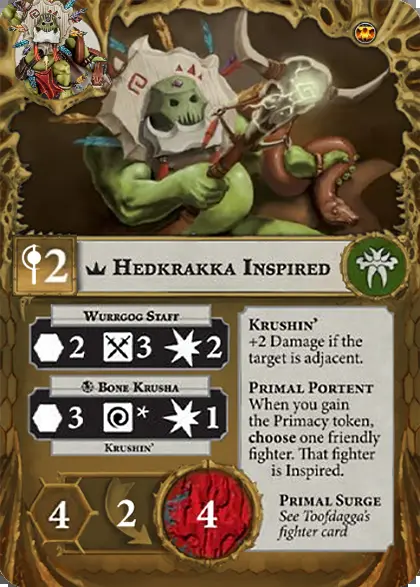 2
Hedkrakka Inspired
Wurrgog Staff
2 3 2
Bone Krusha
3 * 1
Krushin'
Krushin'
+2 Damage if the
target is adjacent.
Primal Portent
When you gain
the Primacy token,
choose one friendly
fighter. That fighter
is Inspired.
Primal Surge
See Toofdagga's
fighter card
4 2 4